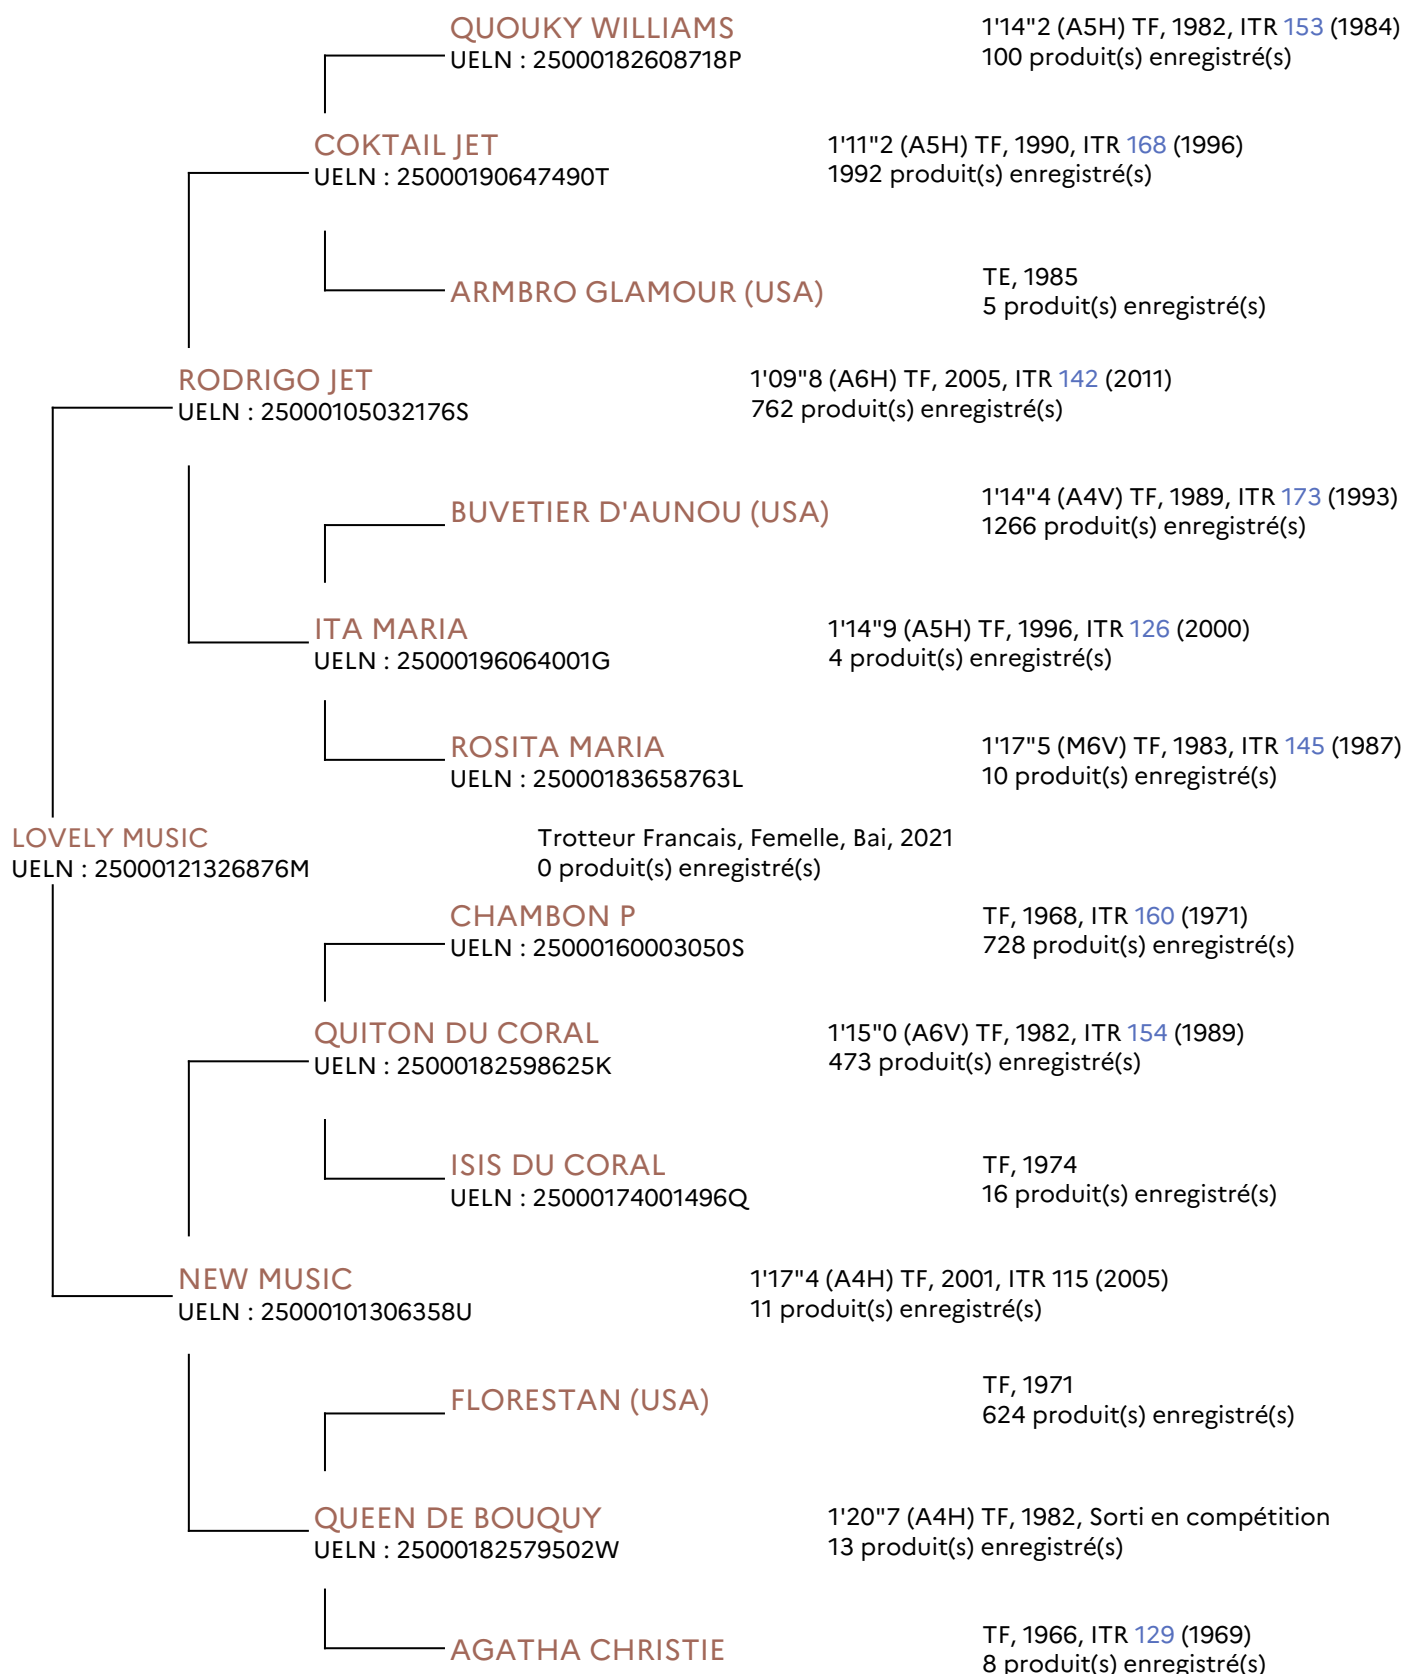 QUOUKY WILLIAMS
1'14"2 (A5H) TF, 1982, ITR 153 (1984)
UELN : 25000182608718P
100 produit(s) enregistré(s)
COKTAIL JET
1'11"2 (A5H) TF, 1990, ITR 168 (1996)
UELN : 25000190647490T
1992 produit(s) enregistré(s)
ARMBRO GLAMOUR (USA)
TE, 1985
5 produit(s) enregistré(s)
RODRIGO JET
1'09"8 (A6H) TF, 2005, ITR 142 (2011)
UELN : 25000105032176S
762 produit(s) enregistré(s)
BUVETIER D'AUNOU (USA)
1'14"4 (A4V) TF, 1989, ITR 173 (1993)
1266 produit(s) enregistré(s)
ITA MARIA
1'14"9 (A5H) TF, 1996, ITR 126 (2000)
UELN : 25000196064001G
4 produit(s) enregistré(s)
ROSITA MARIA
1'17"5 (M6V) TF, 1983, ITR 145 (1987)
UELN : 25000183658763L
10 produit(s) enregistré(s)
LOVELY MUSIC
Trotteur Francais, Femelle, Bai, 2021
UELN : 25000121326876M
0 produit(s) enregistré(s)
CHAMBON P
TF, 1968, ITR 160 (1971)
UELN : 25000160003050S
728 produit(s) enregistré(s)
QUITON DU CORAL
1'15"0 (A6V) TF, 1982, ITR 154 (1989)
UELN : 25000182598625K
473 produit(s) enregistré(s)
ISIS DU CORAL
TF, 1974
UELN : 25000174001496Q
16 produit(s) enregistré(s)
NEW MUSIC
1'17"4 (A4H) TF, 2001, ITR 115 (2005)
UELN : 25000101306358U
11 produit(s) enregistré(s)
FLORESTAN (USA)
TF, 1971
624 produit(s) enregistré(s)
QUEEN DE BOUQUY
1'20"7 (A4H) TF, 1982, Sorti en compétition
UELN : 25000182579502W
13 produit(s) enregistré(s)
AGATHA CHRISTIE
TF, 1966, ITR 129 (1969)
8 produit(s) enregistré(s)